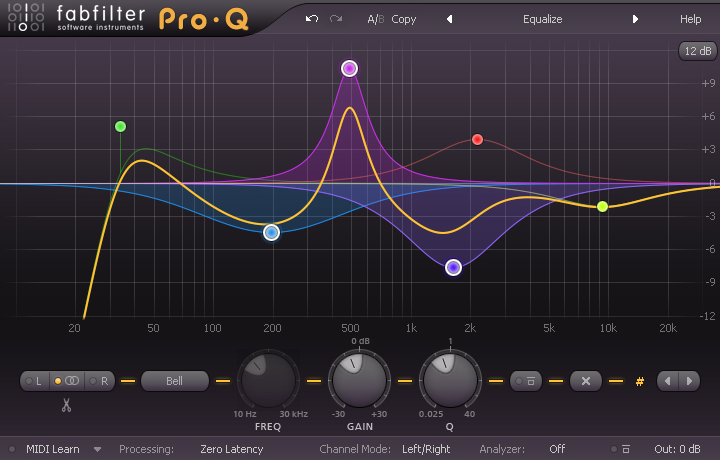 fabfilter
software instruments
Pro·Q
A/B Copy
Equalize
Help
12 dB
+9
+6
+3
0
-3
-6
-9
-12
20 50 100 200 500 1k 2k 5k 10k 20k
0 dB 1
L R Bell #
10 Hz 30 kHz -30 +30 0.025 40
FREQ GAIN Q
MIDI Learn Processing: Zero Latency Channel Mode: Left/Right Analyzer: Off Out: 0 dB